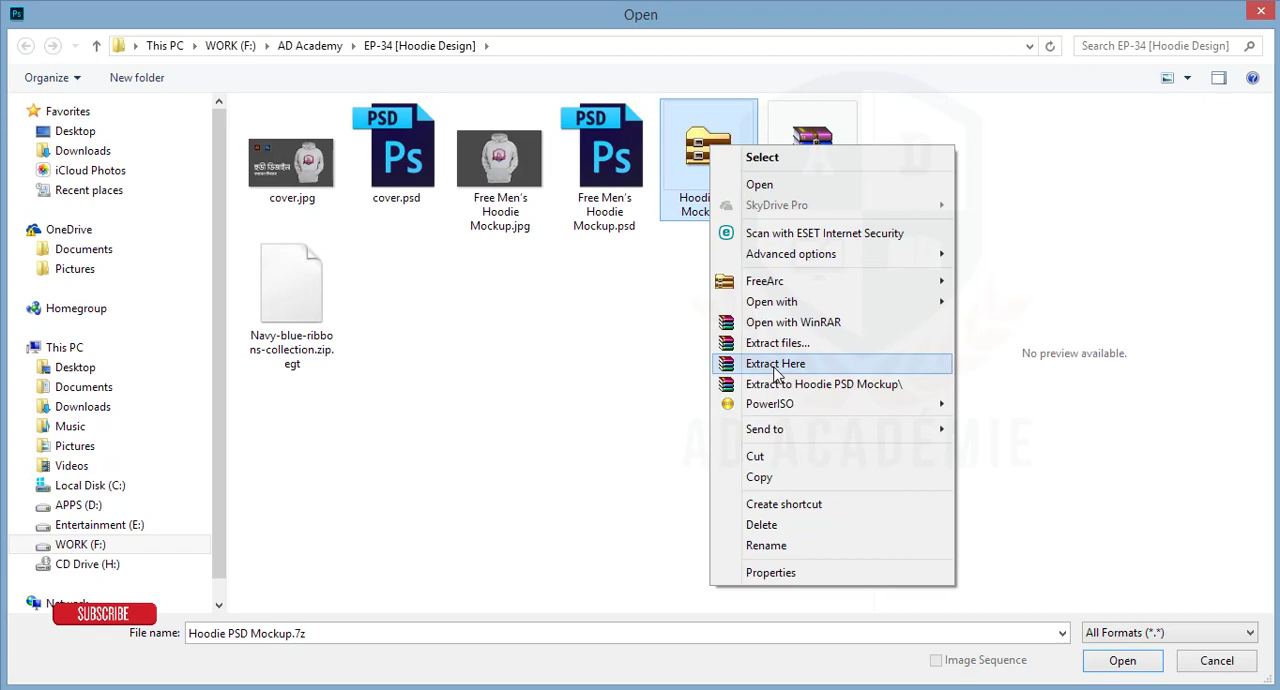 Open
This PC
WORK (F:)
AD Academy
EP-34 [Hoodie Design]
Search EP-34 [Hoodie Design]
Organize
New folder
Favorites
Desktop
Downloads
iCloud Photos
Recent places
OneDrive
Documents
Pictures
Homegroup
This PC
Desktop
Documents
Downloads
Music
Pictures
Videos
Local Disk (C:)
APPS (D:)
Entertainment (E:)
WORK (F:)
CD Drive (H:)
SUBSCRIBE
PSD
Ps
PSD
Ps
cover.jpg
cover.psd
Free Men's
Hoodie
Mockup.jpg
Free Men's
Hoodie
Mockup.psd
Navy-blue-ribbo
ns-collection.zip.
egt
Select
Open
SkyDrive Pro
Scan with ESET Internet Security
Advanced options
FreeArc
Open with
Open with WinRAR
Extract files...
Extract Here
Extract to Hoodie PSD Mockup\
PowerISO
Send to
Cut
Copy
Create shortcut
Delete
Rename
Properties
No preview available.
AD ACADÉMIE
File name:
Hoodie PSD Mockup.7z
All Formats (*.*)
Image Sequence
Open
Cancel